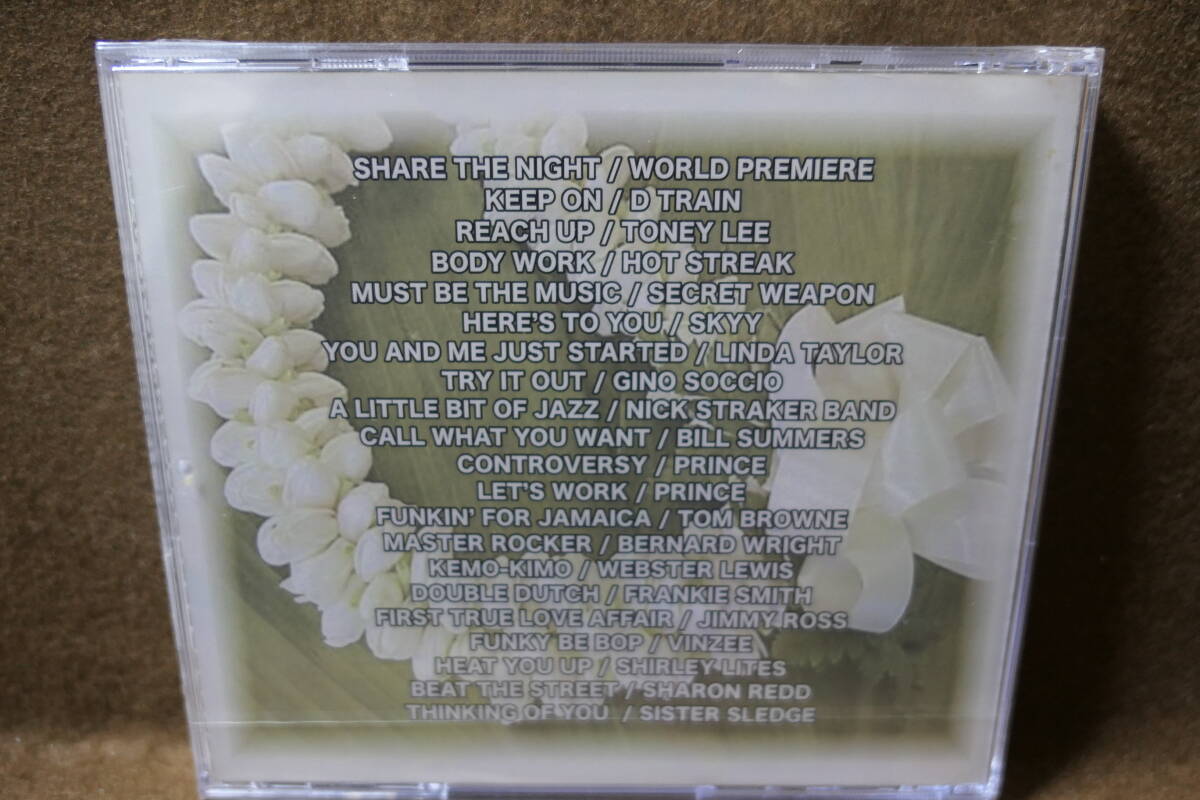 SHARE THE NIGHT / WORLD PREMIERE
KEEP ON / D TRAIN
REACH UP / TONEY LEE
BODY WORK / HOT STREAK
MUST BE THE MUSIC / SECRET WEAPON
HERE'S TO YOU / SKYY
YOU AND ME JUST STARTED / LINDA TAYLOR
TRY IT OUT / GINO SOCCIO
A LITTLE BIT OF JAZZ / NICK STRAKER BAND
CALL WHAT YOU WANT / BILL SUMMERS
CONTROVERSY / PRINCE
LET'S WORK / PRINCE
FUNKIN' FOR JAMAICA / TOM BROWNE
MASTER ROCKER / BERNARD WRIGHT
KEMO-KIMO / WEBSTER LEWIS
DOUBLE DUTCH / FRANKIE SMITH
FIRST TRUE LOVE AFFAIR / JIMMY ROSS
FUNKY BE BOP / VINZEE
HEAT YOU UP / SHIRLEY LITES
BEAT THE STREET / SHARON REDD
THINKING OF YOU / SISTER SLEDGE